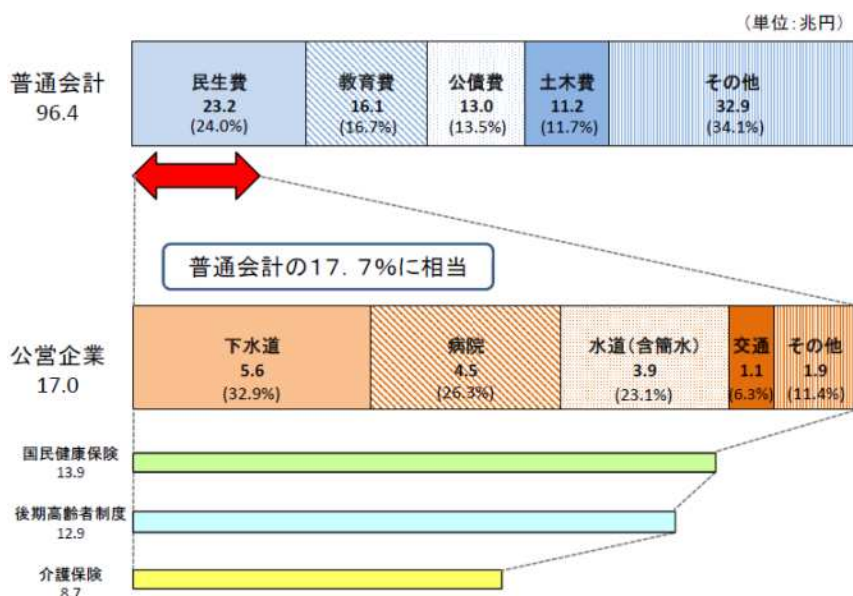 (単位:兆円)
普通会計
96.4
民生費
23.2
(24.0%)
教育費
16.1
(16.7%)
公債費
13.0
(13.5%)
土木費
11.2
(11.7%)
その他
32.9
(34.1%)
普通会計の17.7%に相当
公営企業
17.0
下水道
5.6
(32.9%)
病院
4.5
(26.3%)
水道(含簡水)
3.9
(23.1%)
交通
1.1
(6.3%)
その他
1.9
(11.4%)
国民健康保険
13.9
後期高齢者制度
12.9
介護保険
8.7